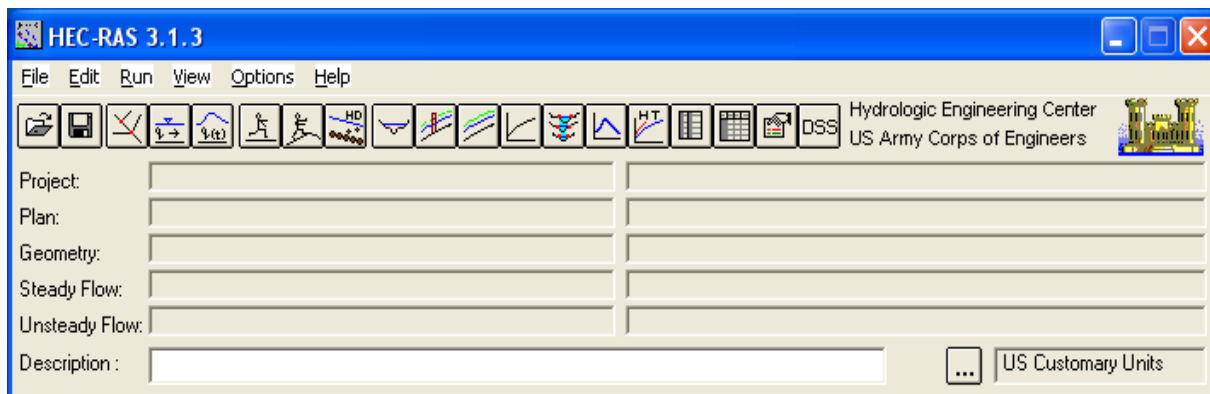 HEC-RAS 3.1.3
File Edit Run View Options Help
HD HT DSS Hydrologic Engineering Center
US Army Corps of Engineers
Project:
Plan:
Geometry:
Steady Flow:
Unsteady Flow:
Description : ... US Customary Units